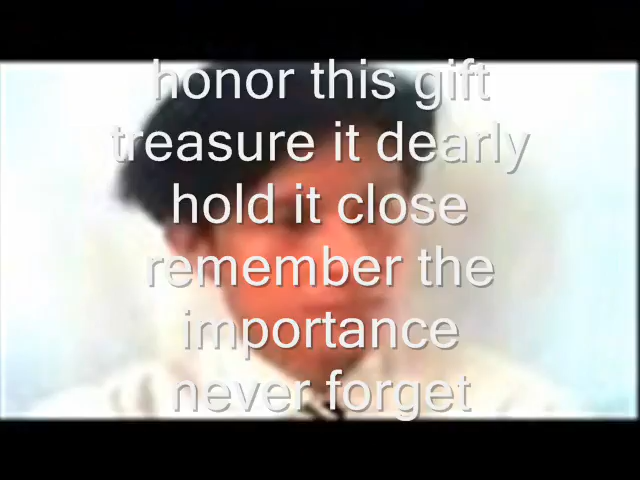 honor this gift
treasure it dearly
hold it close
remember the
importance
never forget